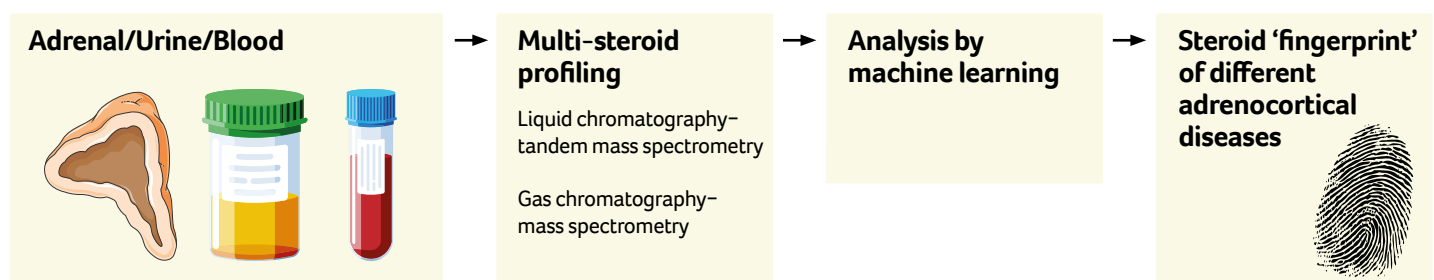 Adrenal/Urine/Blood
Multi-steroid
profiling
Liquid chromatography–
tandem mass spectrometry
Gas chromatography–
mass spectrometry
Analysis by
machine learning
Steroid ‘fingerprint’
of different
adrenocortical
diseases